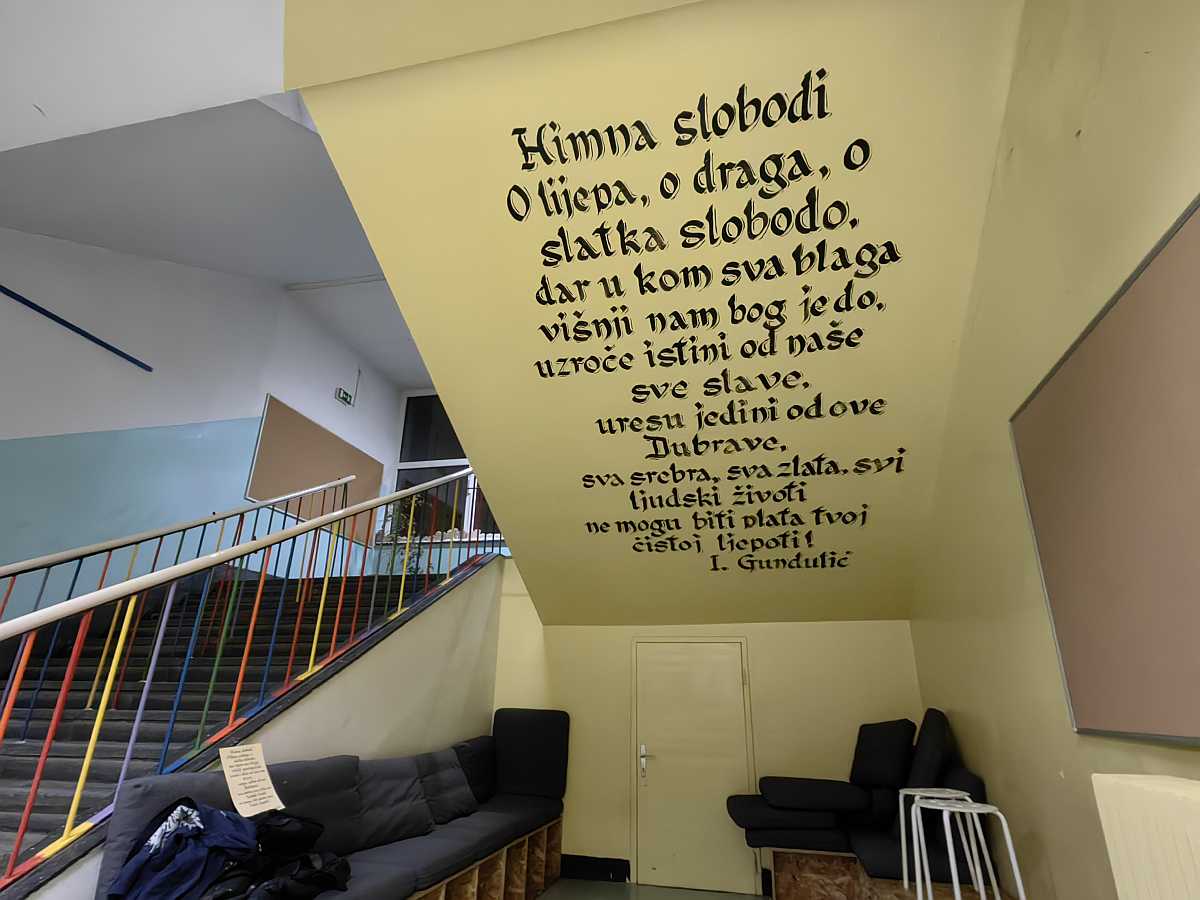 Himna slobodi
O lijepa, o draga, o
slatka slobodo,
dar u kom sva blaga
višnji nam bog je do,
uzroče istini od naše
sve slave,
uresu jedini od ove
Dubrave,
sva srebra, sva zlata, svi
ljudski životi
ne mogu biti plata tvoj
čistoj ljepoti!
I. Gundulić